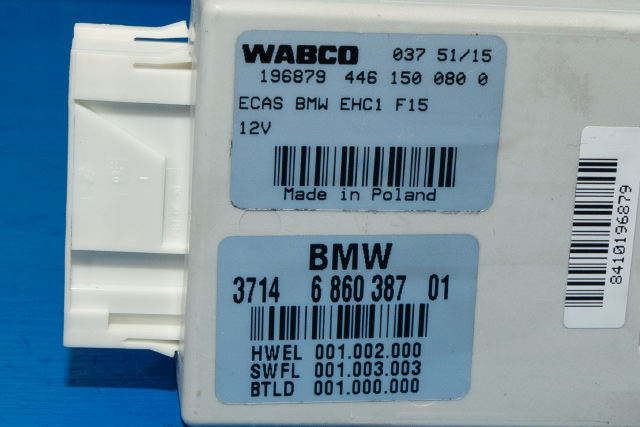 WABCO 037 51/15
196879 446 150 080 0
ECAS BMW EHC1 F15
12V
Made in Poland
BMW
3714 6 860 387 01
HWEL 001.002.000
SWFL 001.003.003
BTLD 001.000.000
8410196879